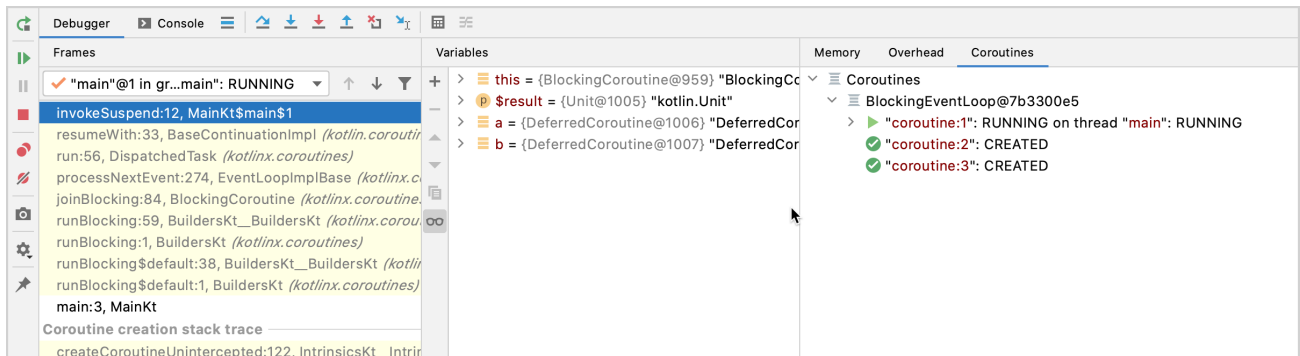 Debugger
Console
Frames
Variables
Memory
Overhead
Coroutines
"main"@1 in gr...main": RUNNING
invokeSuspend:12, MainKt$main$1
resumeWith:33, BaseContinuationImpl (kotlin.coroutin
run:56, DispatchedTask (kotlinx.coroutines)
processNextEvent:274, EventLoopImplBase (kotlinx.coroutines)
joinBlocking:84, BlockingCoroutine (kotlinx.coroutines
runBlocking:59, BuildersKt__BuildersKt (kotlinx.corou
runBlocking:1, BuildersKt (kotlinx.coroutines)
runBlocking$default:38, BuildersKt__BuildersKt (kotlin
runBlocking$default:1, BuildersKt (kotlinx.coroutines)
main:3, MainKt
Coroutine creation stack trace
createCoroutineUnintercepted:122, IntrinsicsKt__Intrin
this = {BlockingCoroutine@959} "BlockingCo
p $result = {Unit@1005} "kotlin.Unit"
a = {DeferredCoroutine@1006} "DeferredCor
b = {DeferredCoroutine@1007} "DeferredCor
Coroutines
BlockingEventLoop@7b3300e5
"coroutine:1": RUNNING on thread "main": RUNNING
"coroutine:2": CREATED
"coroutine:3": CREATED